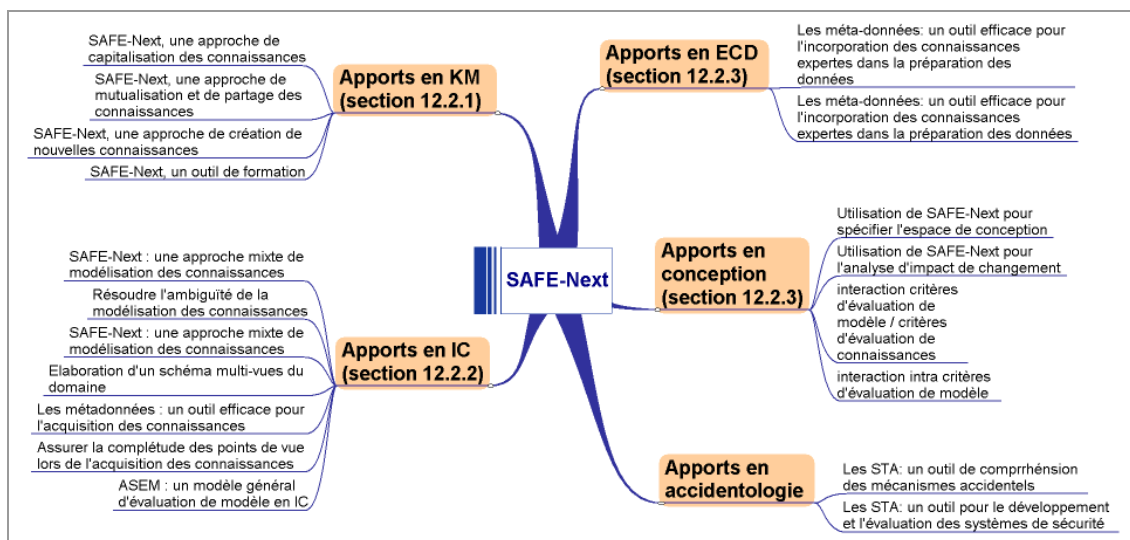 SAFE-Next, une approche de
capitalisation des connaissances
SAFE-Next, une approche de
mutualisation et de partage des
connaissances
SAFE-Next, une approche de création de
nouvelles connaissances
SAFE-Next, un outil de formation
Apports en KM
(section 12.2.1)
Apports en ECD
(section 12.2.3)
Les méta-données: un outil efficace pour
l'incorporation des connaissances
expertes dans la préparation des
données
Les méta-données: un outil efficace pour
l'incorporation des connaissances
expertes dans la préparation des données
SAFE-Next
SAFE-Next : une approche mixte de
modélisation des connaissances
Résoudre l'ambiguïté de la
modélisation des connaissances
SAFE-Next : une approche mixte de
modélisation des connaissances
Elaboration d'un schéma multi-vues du
domaine
Les métadonnées : un outil efficace pour
l'acquisition des connaissances
Assurer la complétude des points de vue
lors de l'acquisition des connaissances
ASEM : un modèle général
d'évaluation de modèle en IC
Apports en IC
(section 12.2.2)
Apports en
conception
(section 12.2.3)
Utilisation de SAFE-Next pour
spécifier l'espace de conception
Utilisation de SAFE-Next pour
l'analyse d'impact de changement
interaction critères
d'évaluation de
modèle / critères
d'évaluation de
connaissances
interaction intra critères
d'évaluation de modèle
Apports en
accidentologie
Les STA: un outil de comprrhénsion
des mécanismes accidentels
Les STA: un outil pour le développement
et l'évaluation des systèmes de sécurité